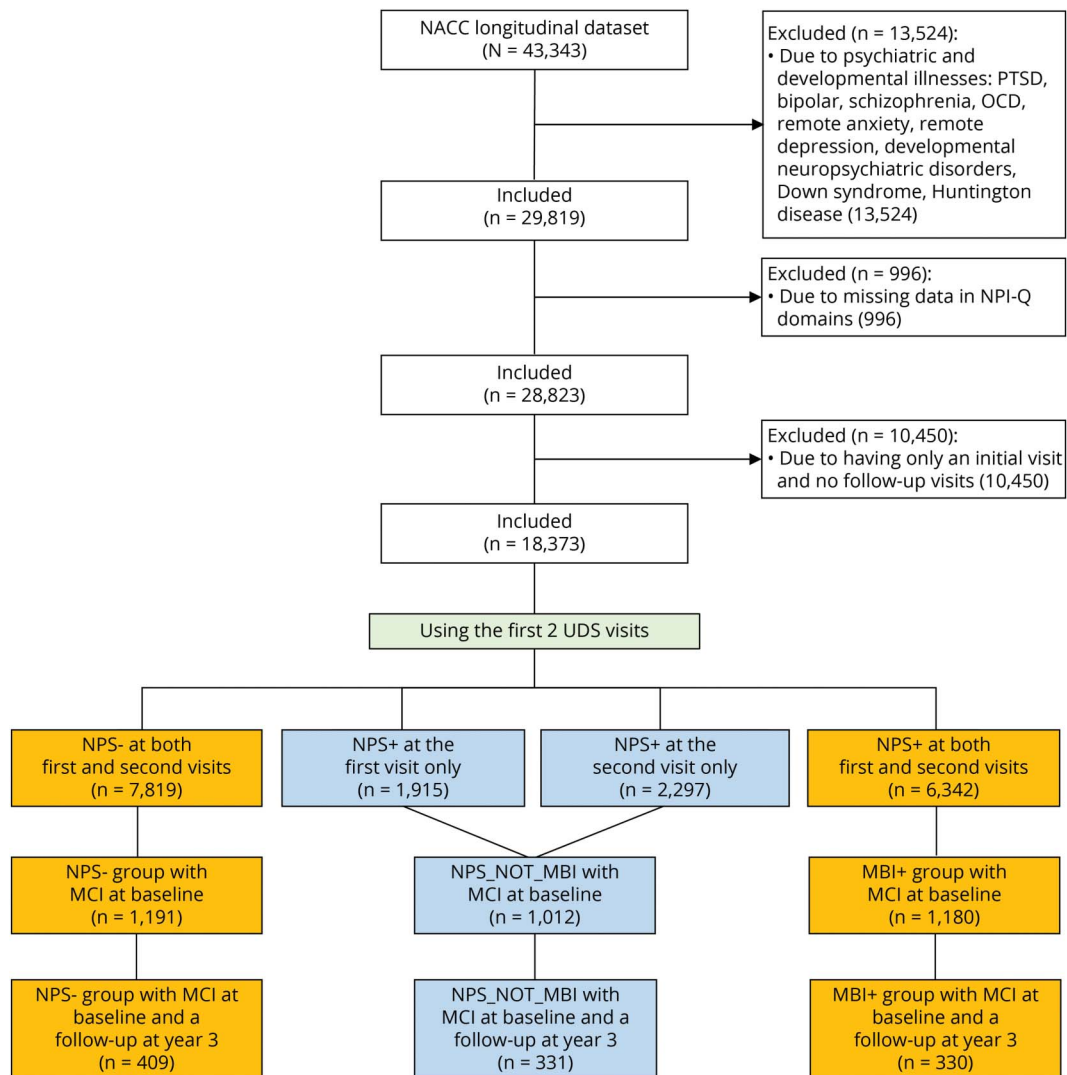 NACC longitudinal dataset
(N = 43,343)
Excluded (n = 13,524):
• Due to psychiatric and
developmental illnesses: PTSD,
bipolar, schizophrenia, OCD,
remote anxiety, remote
depression, developmental
neuropsychiatric disorders,
Down syndrome, Huntington
disease (13,524)
Included
(n = 29,819)
Excluded (n = 996):
• Due to missing data in NPI-Q
domains (996)
Included
(n = 28,823)
Excluded (n = 10,450):
• Due to having only an initial visit
and no follow-up visits (10,450)
Included
(n = 18,373)
Using the first 2 UDS visits
NPS- at both
first and second visits
(n = 7,819)
NPS+ at the
first visit only
(n = 1,915)
NPS+ at the
second visit only
(n = 2,297)
NPS+ at both
first and second visits
(n = 6,342)
NPS- group with
MCI at baseline
(n = 1,191)
NPS_NOT_MBI with
MCI at baseline
(n = 1,012)
MBI+ group with
MCI at baseline
(n = 1,180)
NPS- group with MCI at
baseline and a
follow-up at year 3
(n = 409)
NPS_NOT_MBI with
MCI at baseline and a
follow-up at year 3
(n = 331)
MBI+ group with MCI at
baseline and a
follow-up at year 3
(n = 330)